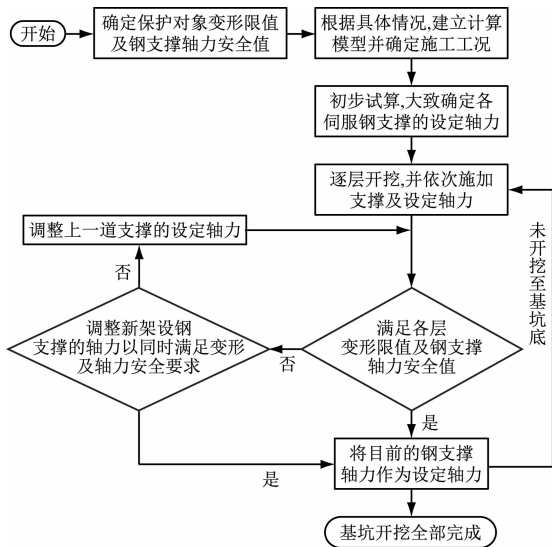 开始
确定保护对象变形限值
及钢支撑轴力安全值
根据具体情况,建立计算
模型并确定施工工况
初步试算,大致确定各
伺服钢支撑的设定轴力
逐层开挖,并依次施加
支撑及设定轴力
调整上一道支撑的设定轴力
否
调整新架设钢
支撑的轴力以同时满足变形
及轴力安全要求
否
满足各层
变形限值及钢支撑
轴力安全值
未开挖至基坑底
是
是
将目前的钢支撑
轴力作为设定轴力
基坑开挖全部完成